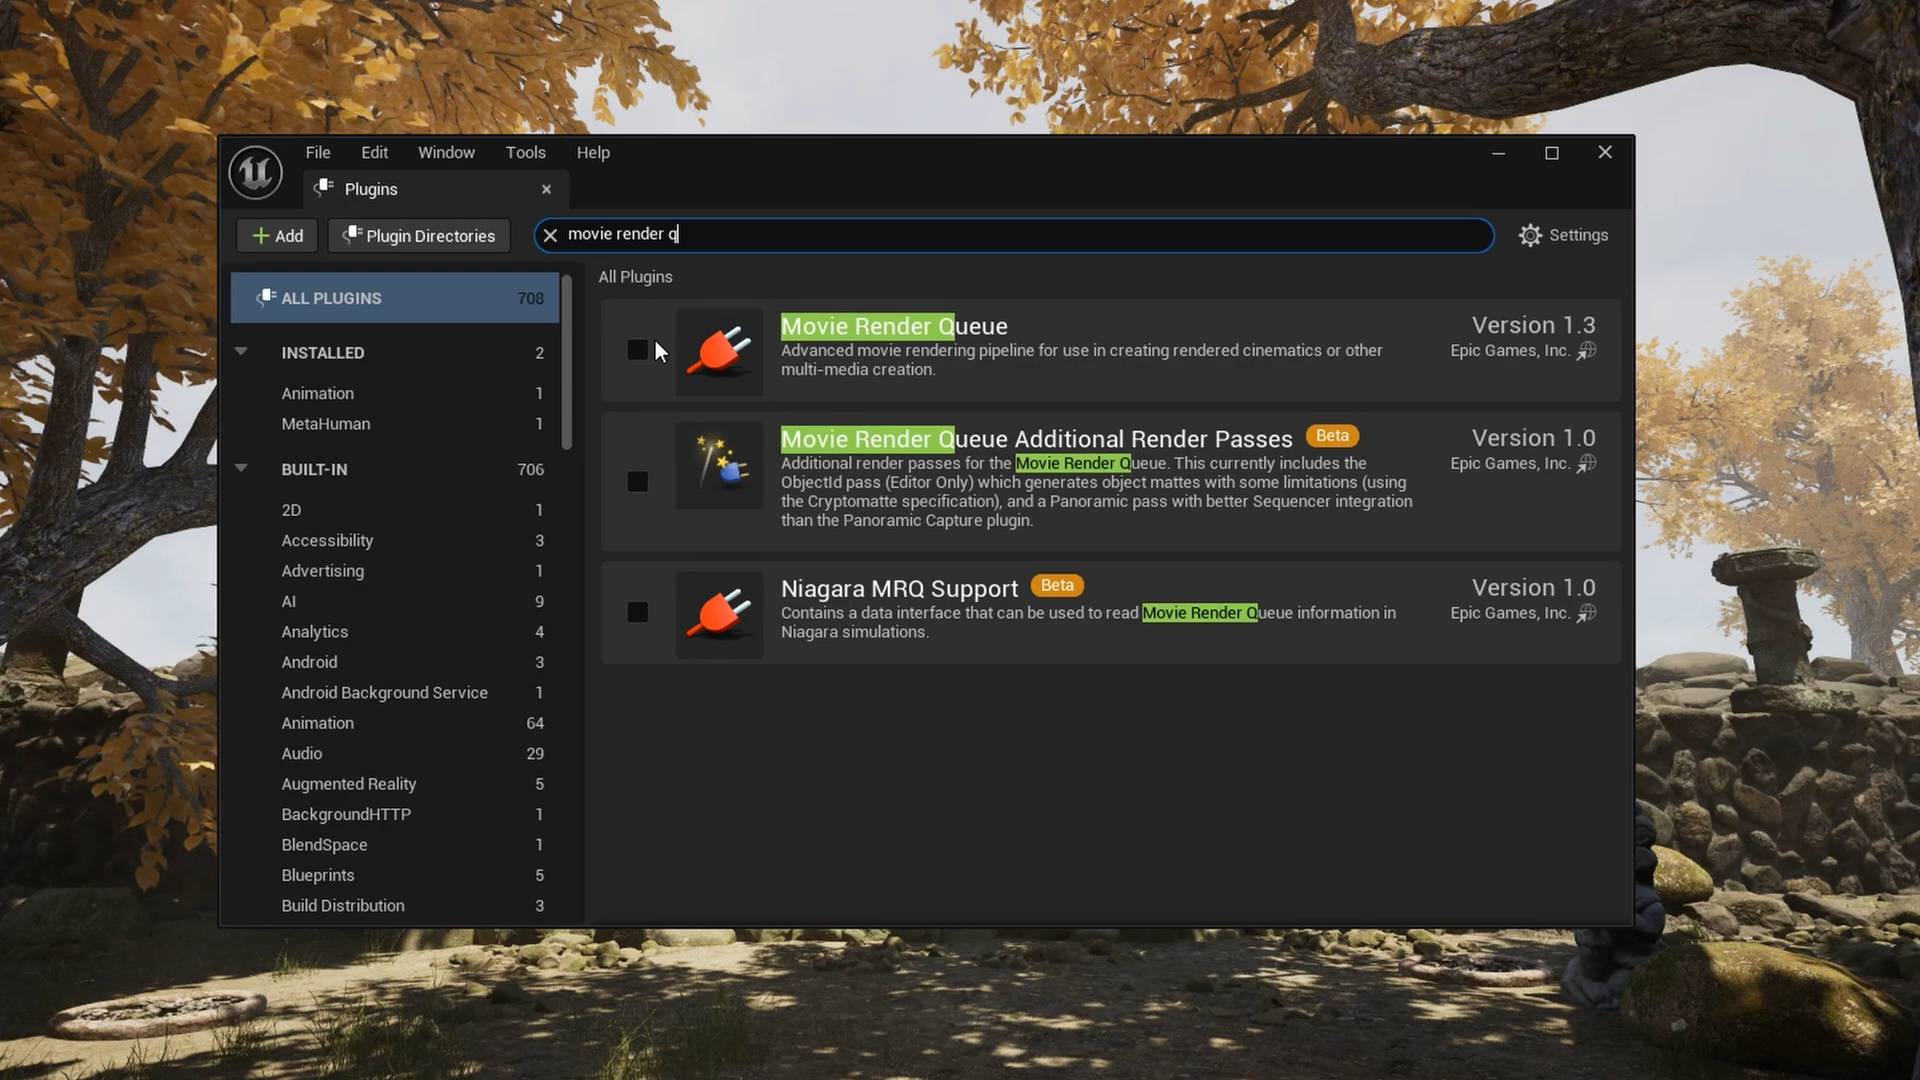 File Edit Window Tools Help
Plugins
Add
Plugin Directories
movie render q
Settings
ALL PLUGINS 708
INSTALLED 2
Animation 1
MetaHuman 1
BUILT-IN 706
2D 1
Accessibility 3
Advertising 1
AI 9
Analytics 4
Android 3
Android Background Service 1
Animation 64
Audio 29
Augmented Reality 5
BackgroundHTTP 1
BlendSpace 1
Blueprints 5
Build Distribution 3
All Plugins
Movie Render Queue
Version 1.3
Advanced movie rendering pipeline for use in creating rendered cinematics or other
multi-media creation.
Epic Games, Inc.
Movie Render Queue Additional Render Passes Beta
Version 1.0
Additional render passes for the Movie Render Queue. This currently includes the
ObjectId pass (Editor Only) which generates object mattes with some limitations (using
the Cryptomatte specification), and a Panoramic pass with better Sequencer integration
than the Panoramic Capture plugin.
Epic Games, Inc.
Niagara MRQ Support Beta
Version 1.0
Contains a data interface that can be used to read Movie Render Queue information in
Niagara simulations.
Epic Games, Inc.